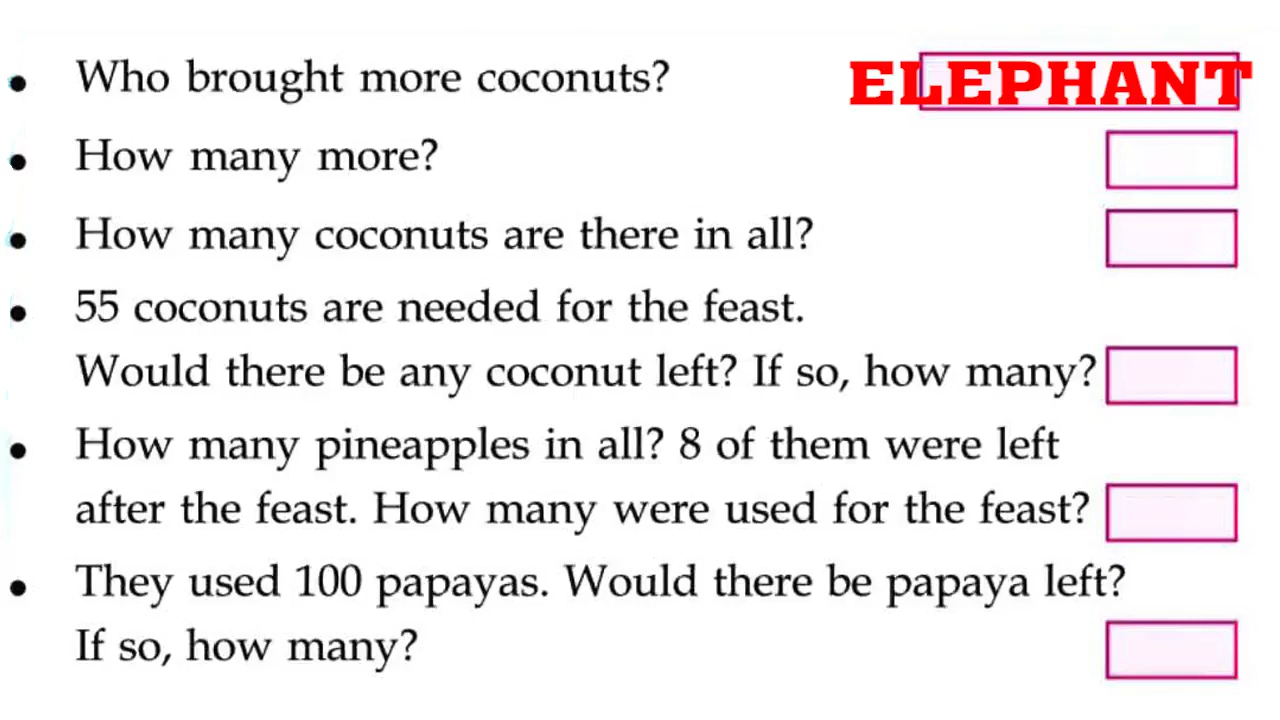 • Who brought more coconuts? ELEPHANT
• How many more?
• How many coconuts are there in all?
• 55 coconuts are needed for the feast.
Would there be any coconut left? If so, how many?
• How many pineapples in all? 8 of them were left
after the feast. How many were used for the feast?
• They used 100 papayas. Would there be papaya left?
If so, how many?